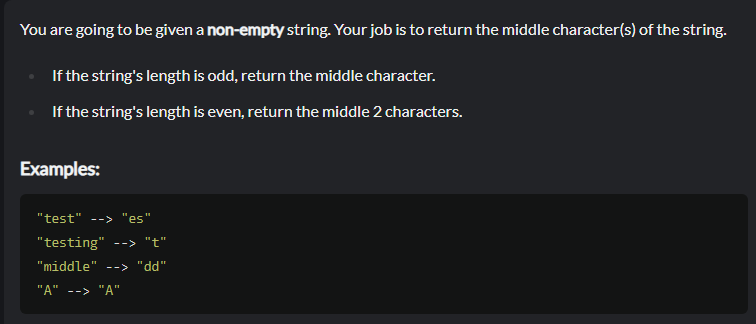 You are going to be given a non-empty string. Your job is to return the middle character(s) of the string.
If the string's length is odd, return the middle character.
If the string's length is even, return the middle 2 characters.
Examples:
"test" --> "es"
"testing" --> "t"
"middle" --> "dd"
"A" --> "A"